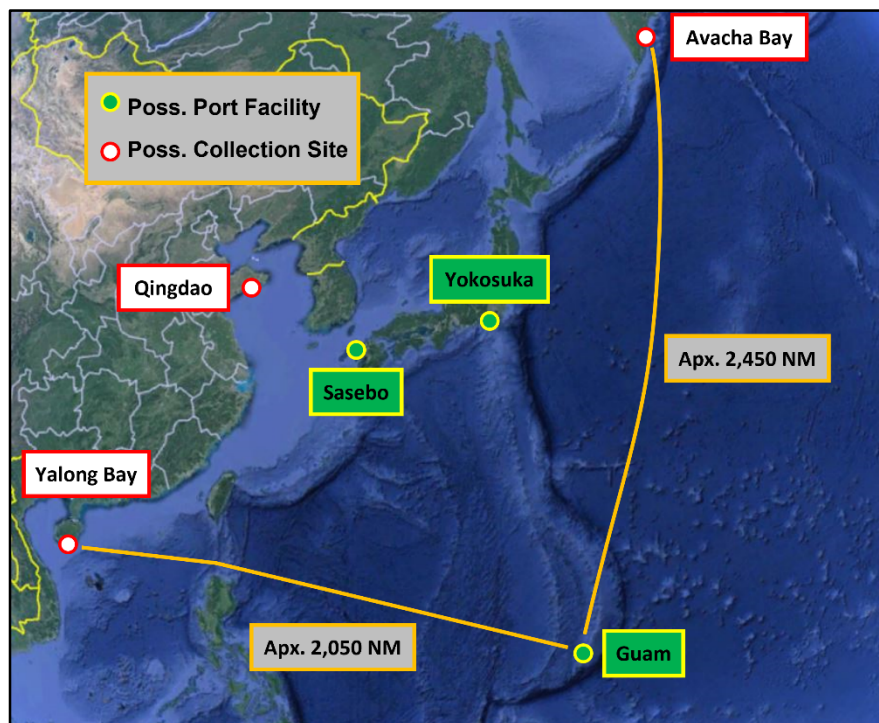 Avacha Bay
Poss. Port Facility
Poss. Collection Site
Qingdao
Yokosuka
Apx. 2,450 NM
Sasebo
Yalong Bay
Apx. 2,050 NM
Guam